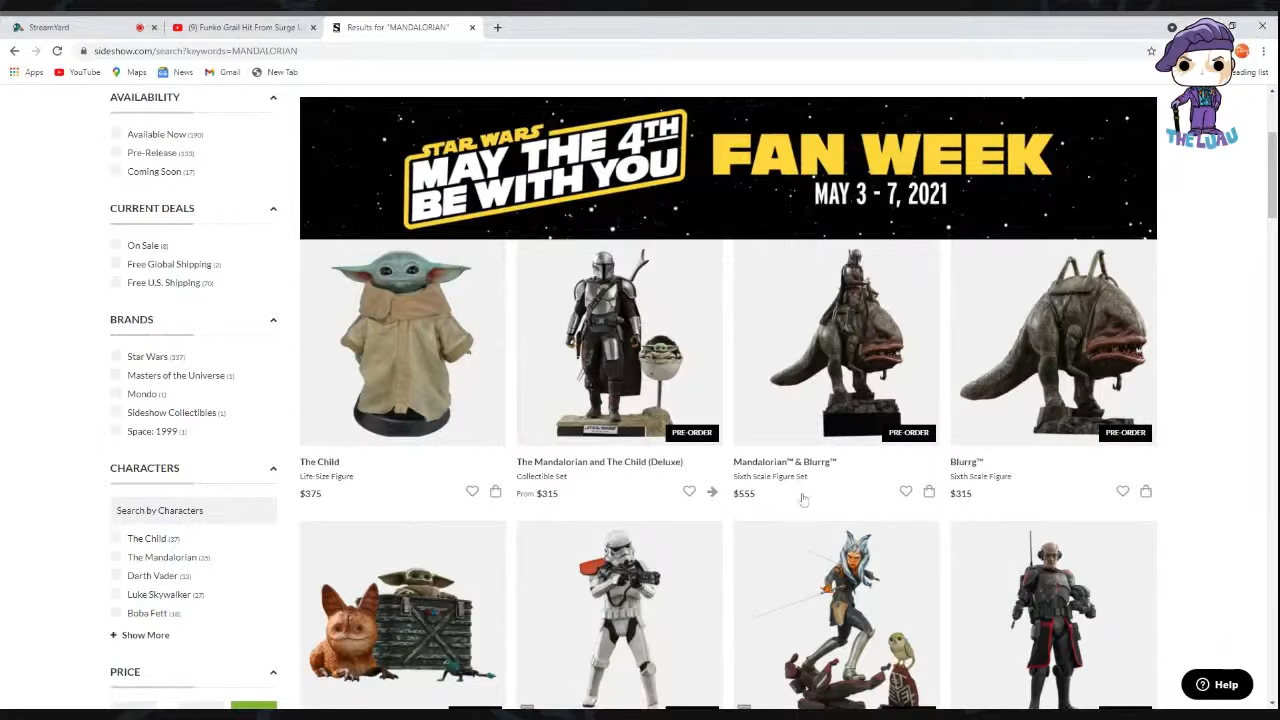 StreamYard
(9) Funko Grail Hit From Surge
Results for "MANDALORIAN"
sideshow.com/search?keywords=MANDALORIAN
Apps YouTube Maps News Gmail New Tab
THE LUAU
AVAILABILITY
Available Now (190)
Pre-Release (133)
Coming Soon (17)
CURRENT DEALS
On Sale (8)
Free Global Shipping (2)
Free U.S. Shipping (70)
BRANDS
Star Wars (337)
Masters of the Universe (1)
Mondo (1)
Sideshow Collectibles (1)
Space: 1999 (1)
CHARACTERS
Search by Characters
The Child (37)
The Mandalorian (35)
Darth Vader (33)
Luke Skywalker (27)
Boba Fett (18)
+ Show More
PRICE
STAR WARS
MAY THE 4TH
BE WITH YOU
FAN WEEK
MAY 3 - 7, 2021
PRE-ORDER
PRE-ORDER
PRE-ORDER
The Child
Life-Size Figure
$375
The Mandalorian and The Child (Deluxe)
Collectible Set
From $315
Mandalorian™ & Blurrg™
Sixth Scale Figure Set
$555
Blurrg™
Sixth Scale Figure
$315
Help